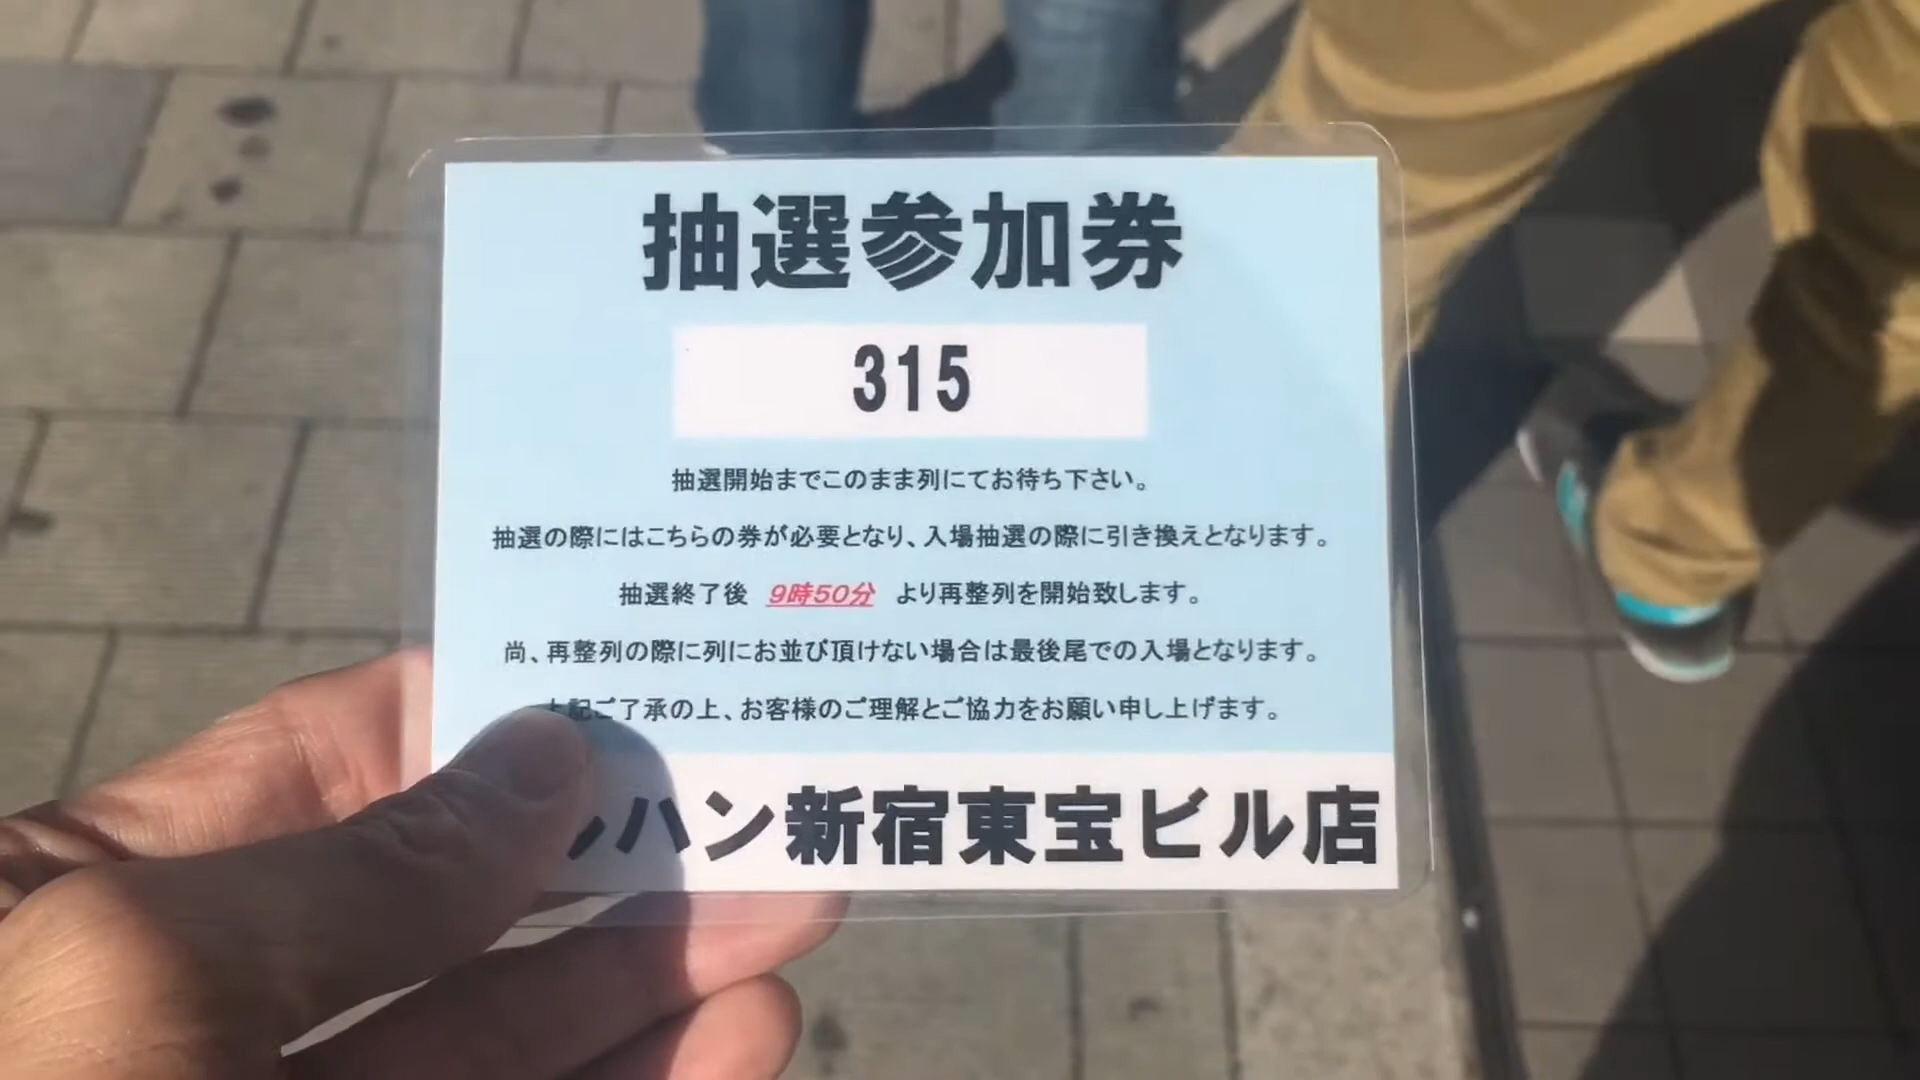 抽選参加券
315
抽選開始までこのまま列にてお待ち下さい。
抽選の際にはこちらの券が必要となり、入場抽選の際に引き換えとなります。
抽選終了後 9時50分 より再整列を開始致します。
尚、再整列の際に列にお並び頂けない場合は最後尾での入場となります。
上記ご了承の上、お客様のご理解とご協力をお願い申し上げます。
ハン新宿東宝ビル店